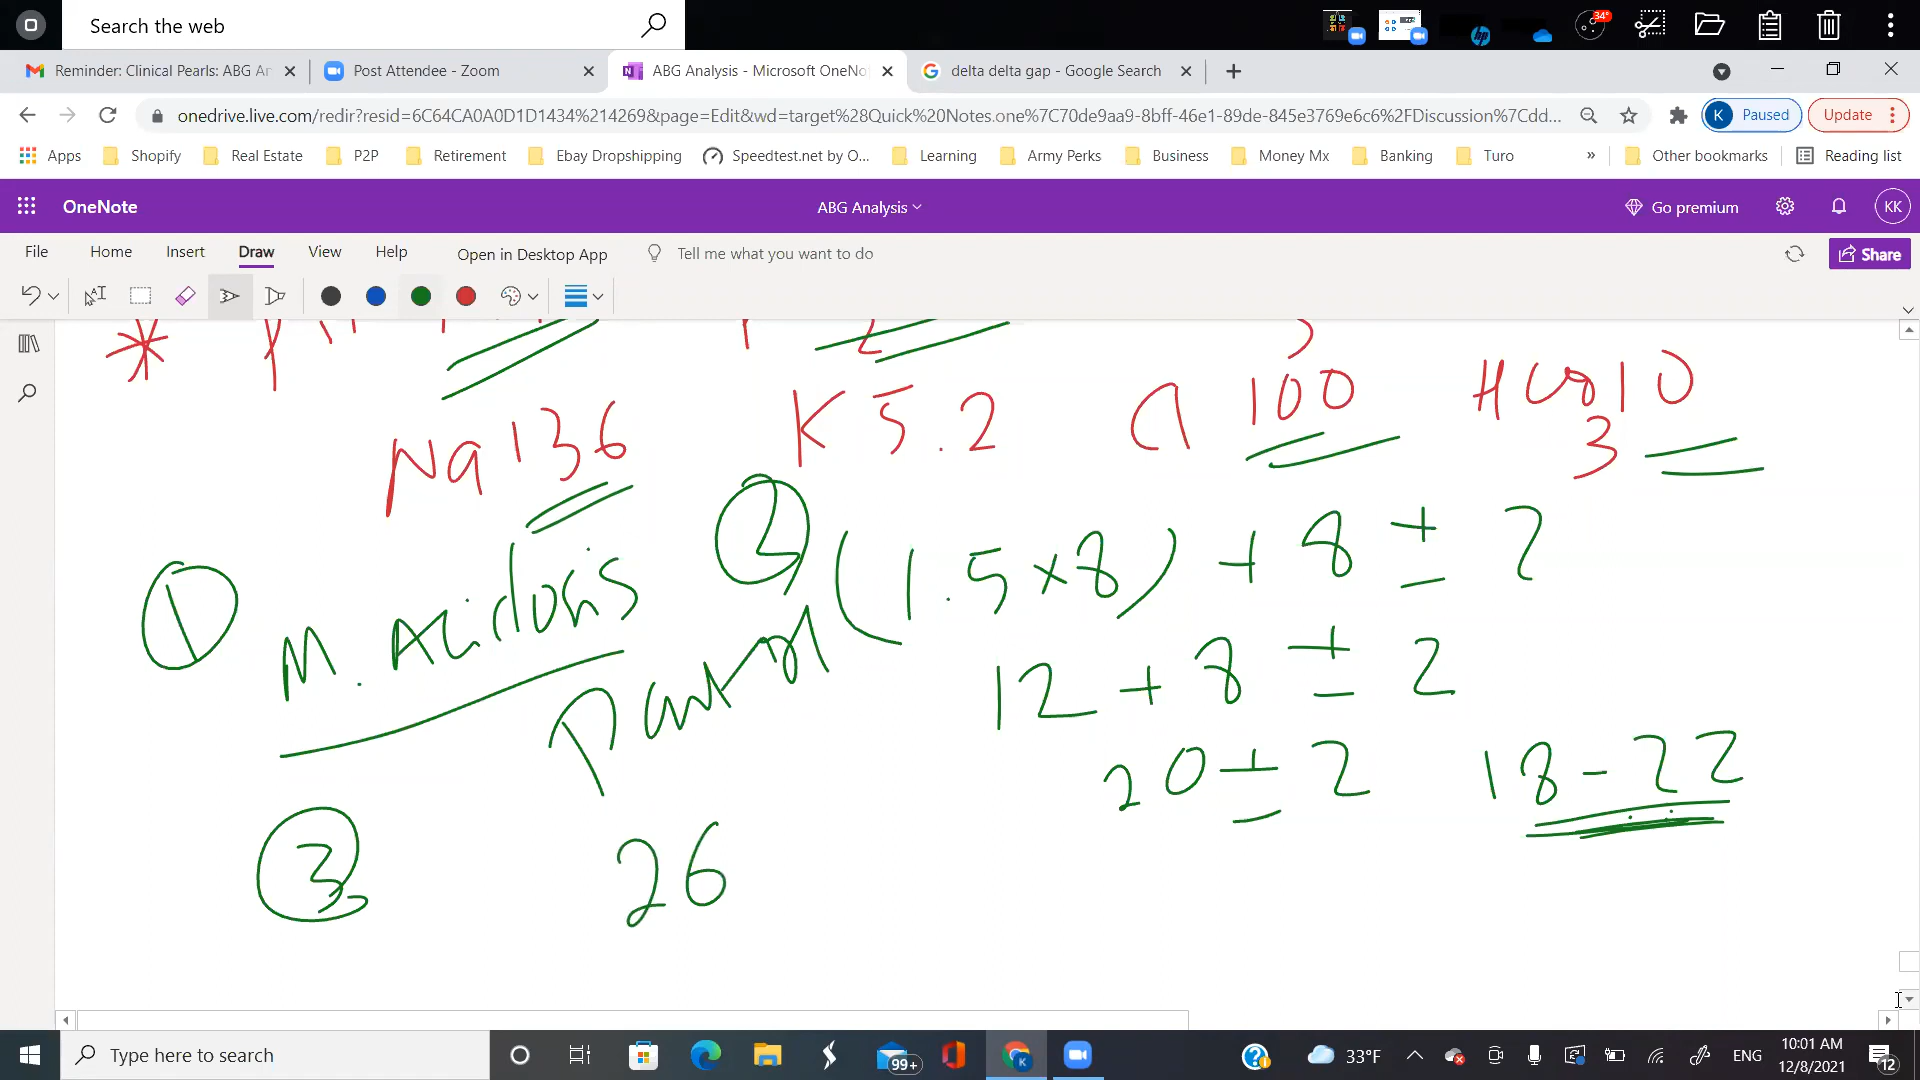 Search the web
34°
Reminder: Clinical Pearls: ABG An
Post Attendee - Zoom
ABG Analysis - Microsoft OneNo
delta delta gap - Google Search
onedrive.live.com/redir?resid=6C64CA0A0D1D1434%214269&page=Edit&wd=target%28Quick%20Notes.one%7C70de9aa9-8bff-46e1-89de-845e3769e6c6%2FDiscussion%7Cdd...
K Paused
Update
Apps Shopify Real Estate P2P Retirement Ebay Dropshipping Speedtest.net by O... Learning Army Perks Business Money Mx Banking Turo » Other bookmarks Reading list
OneNote
ABG Analysis
Go premium
KK
File Home Insert Draw View Help Open in Desktop App Tell me what you want to do
Share
Na 136 K 5.2 Cl 100 HCO3 10
1 M. Acidosis
2 (1.5 x 8) + 8 ± 2
12 + 8 ± 2
20 ± 2 18 - 22
3 26
Type here to search
99+
33°F
ENG
10:01 AM
12/8/2021
12